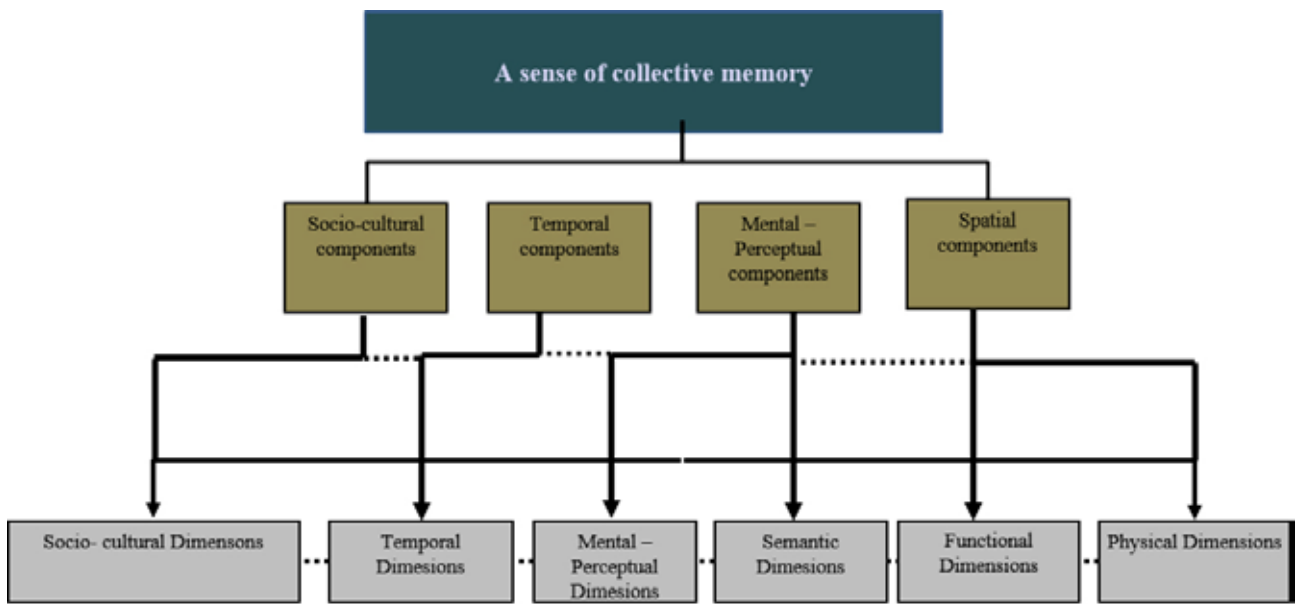 A sense of collective memory
Socio-cultural
components
Temporal
components
Mental –
Perceptual
components
Spatial
components
Socio- cultural Dimensons
Temporal
Dimesions
Mental –
Perceptual
Dimesions
Semantic
Dimesions
Functional
Dimensions
Physical Dimensions